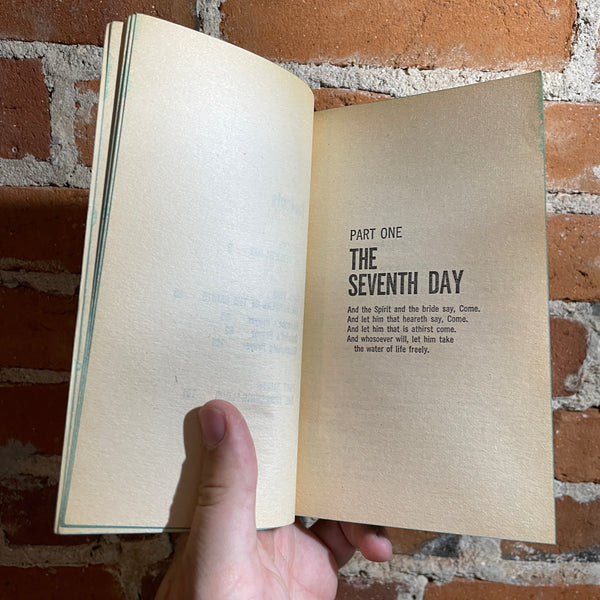 PART ONE
THE
SEVENTH DAY
And the Spirit and the bride say, Come.
And let him that heareth say, Come.
And let him that is athirst come.
And whosoever will, let him take
the water of life freely.